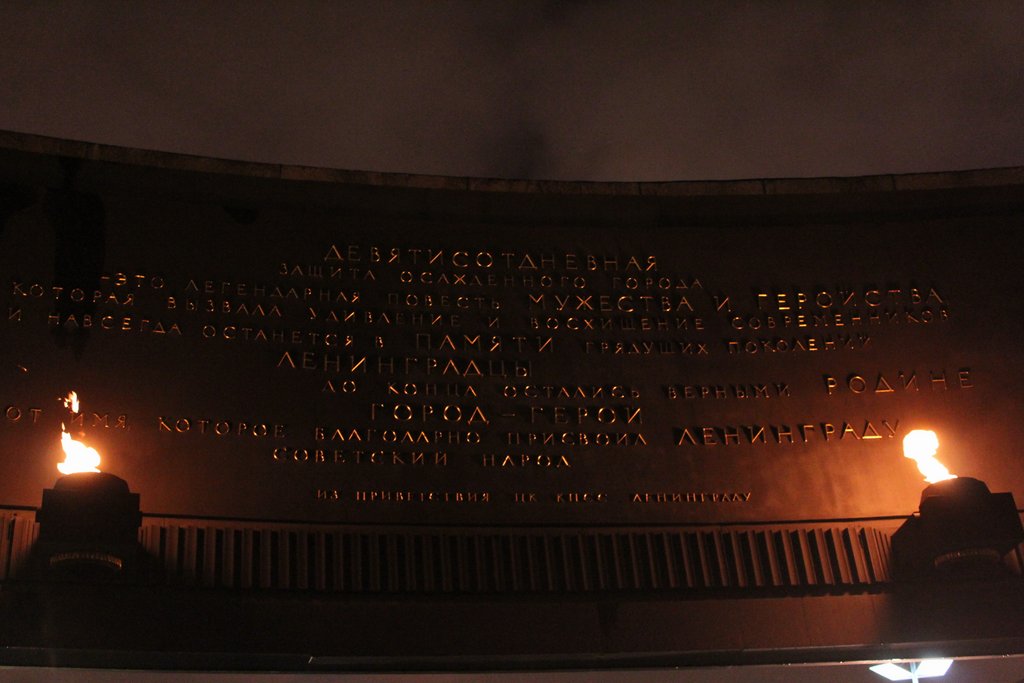 ДЕВЯТИСОТДНЕВНАЯ
ЗАЩИТА ОСАЖДЕННОГО ГОРОДА
-ЭТО ЛЕГЕНДАРНАЯ ПОВЕСТЬ МУЖЕСТВА И ГЕРОИСТВА
КОТОРАЯ ВЫЗВАЛА УДИВЛЕНИЕ И ВОСХИЩЕНИЕ СОВРЕМЕННИКОВ
И НАВСЕГДА ОСТАНЕТСЯ В ПАМЯТИ ГРЯДУЩИХ ПОКОЛЕНИЙ
ЛЕНИНГРАДЦЫ
ДО КОНЦА ОСТАЛИСЬ ВЕРНЫМИ РОДИНЕ
ГОРОД-ГЕРОЙ
ОТ ИМЯ, КОТОРОЕ БЛАГОДАРНО ПРИСВОИЛ ЛЕНИНГРАДУ
СОВЕТСКИЙ НАРОД
ИЗ ПРИВЕТСТВИЯ ЦК КПСС ЛЕНИНГРАДУ